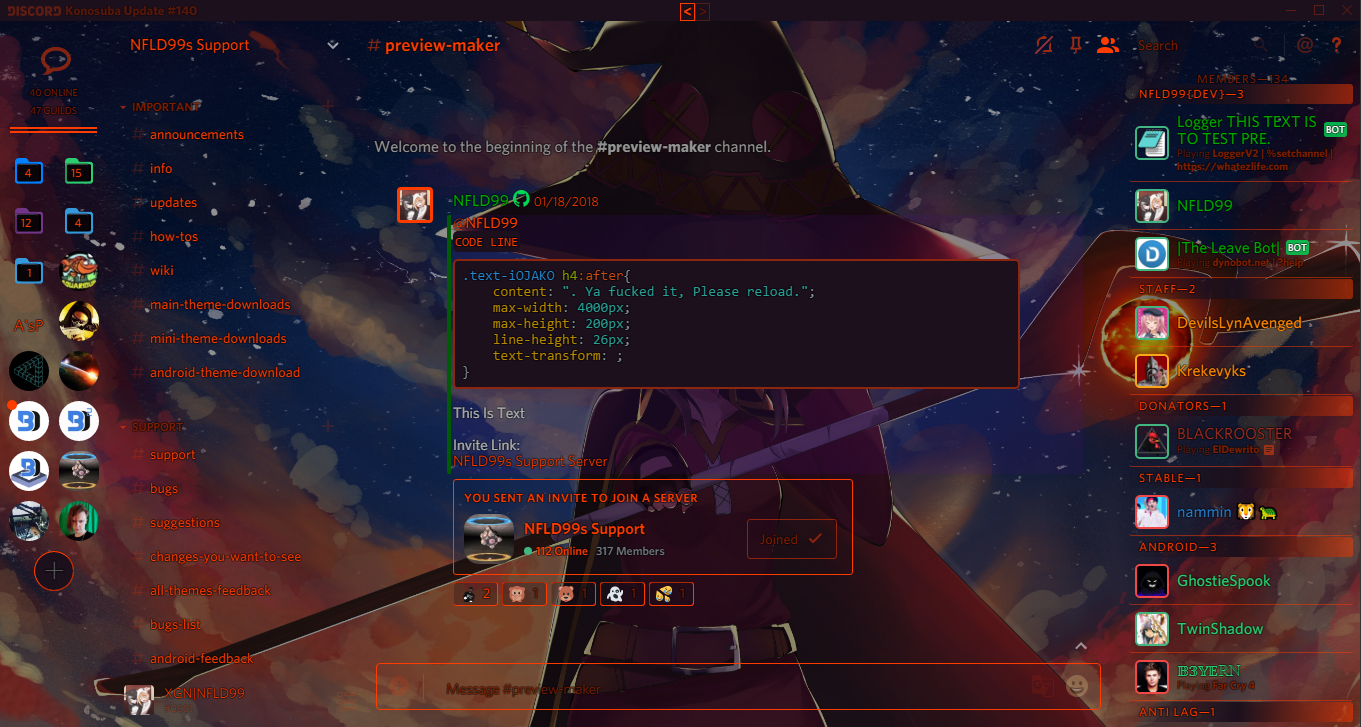 DISCORD Konosuba Update #140
< >
40 ONLINE
47 GUILDS
4
15
12
4
1
A'sP
NFLD99s Support
IMPORTANT
# announcements
# info
# updates
# how-tos
# wiki
# main-theme-downloads
# mini-theme-downloads
# android-theme-download
SUPPORT
# support
# bugs
# suggestions
# changes-you-want-to-see
# all-themes-feedback
# bugs-list
# android-feedback
XGN|NFLD99
# preview-maker
Search
@ ?
Welcome to the beginning of the #preview-maker channel.
NFLD99 01/18/2018
@NFLD99
CODE LINE
.text-iOJAKO h4:after{
content: ". Ya fucked it, Please reload.";
max-width: 4000px;
max-height: 200px;
line-height: 26px;
text-transform: ;
}
This Is Text
Invite Link:
NFLD99s Support Server
YOU SENT AN INVITE TO JOIN A SERVER
NFLD99s Support
112 Online 317 Members
Joined
2 1 1 1 1
Message #preview-maker
MEMBERS—134
NFLD99{DEV}—3
Logger THIS TEXT IS
TO TEST PRE. BOT
Playing LoggerV2 | %setchannel |
https://whatezlife.com
NFLD99
|The Leave Bot| BOT
Playing dynobot.net | ?help
STAFF—2
DevilsLynAvenged
Krekevyks
DONATORS—1
BLACKROOSTER
Playing ElDewrito
STABLE—1
nammin
ANDROID—3
GhostieSpook
TwinShadow
B3YERN
Playing Far Cry 4
ANTI LAG—1